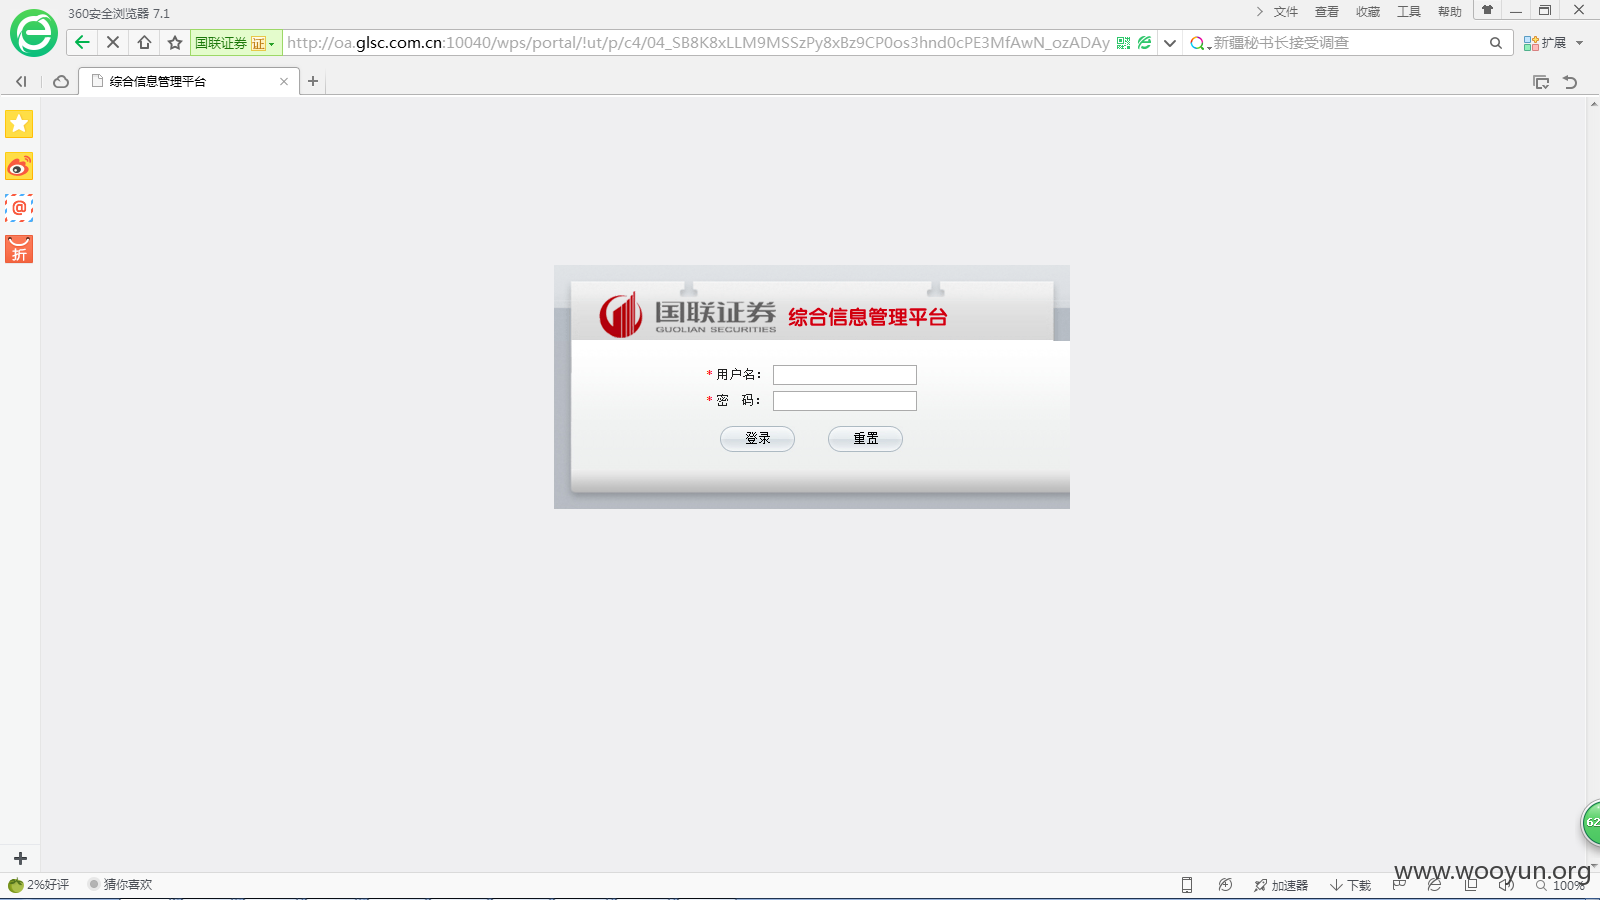 360安全浏览器 7.1
文件 查看 收藏 工具 帮助
国联证券 证
http://oa.glsc.com.cn:10040/wps/portal/!ut/p/c4/04_SB8K8xLLM9MSSzPy8xBz9CP0os3hnd0cPE3MfAwN_ozADAy
新疆秘书长接受调查
扩展
综合信息管理平台
@
折
国联证券 综合信息管理平台
GUOLIAN SECURITIES
*用户名：
*密 码：
登录 重置
62
www.wooyun.org
2%好评 猜你喜欢
加速器 下载 100%